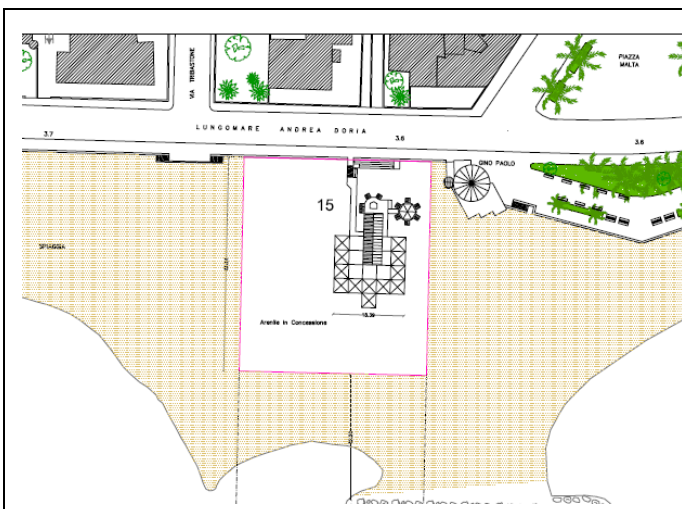 VIA TRIBASTONE
PIAZZA
MALTA
LUNGOMARE ANDREA DORIA
3.7
3.6
3.6
GINO PAOLO
15
SPIAGGIA
Arenile in Concessione
18.39